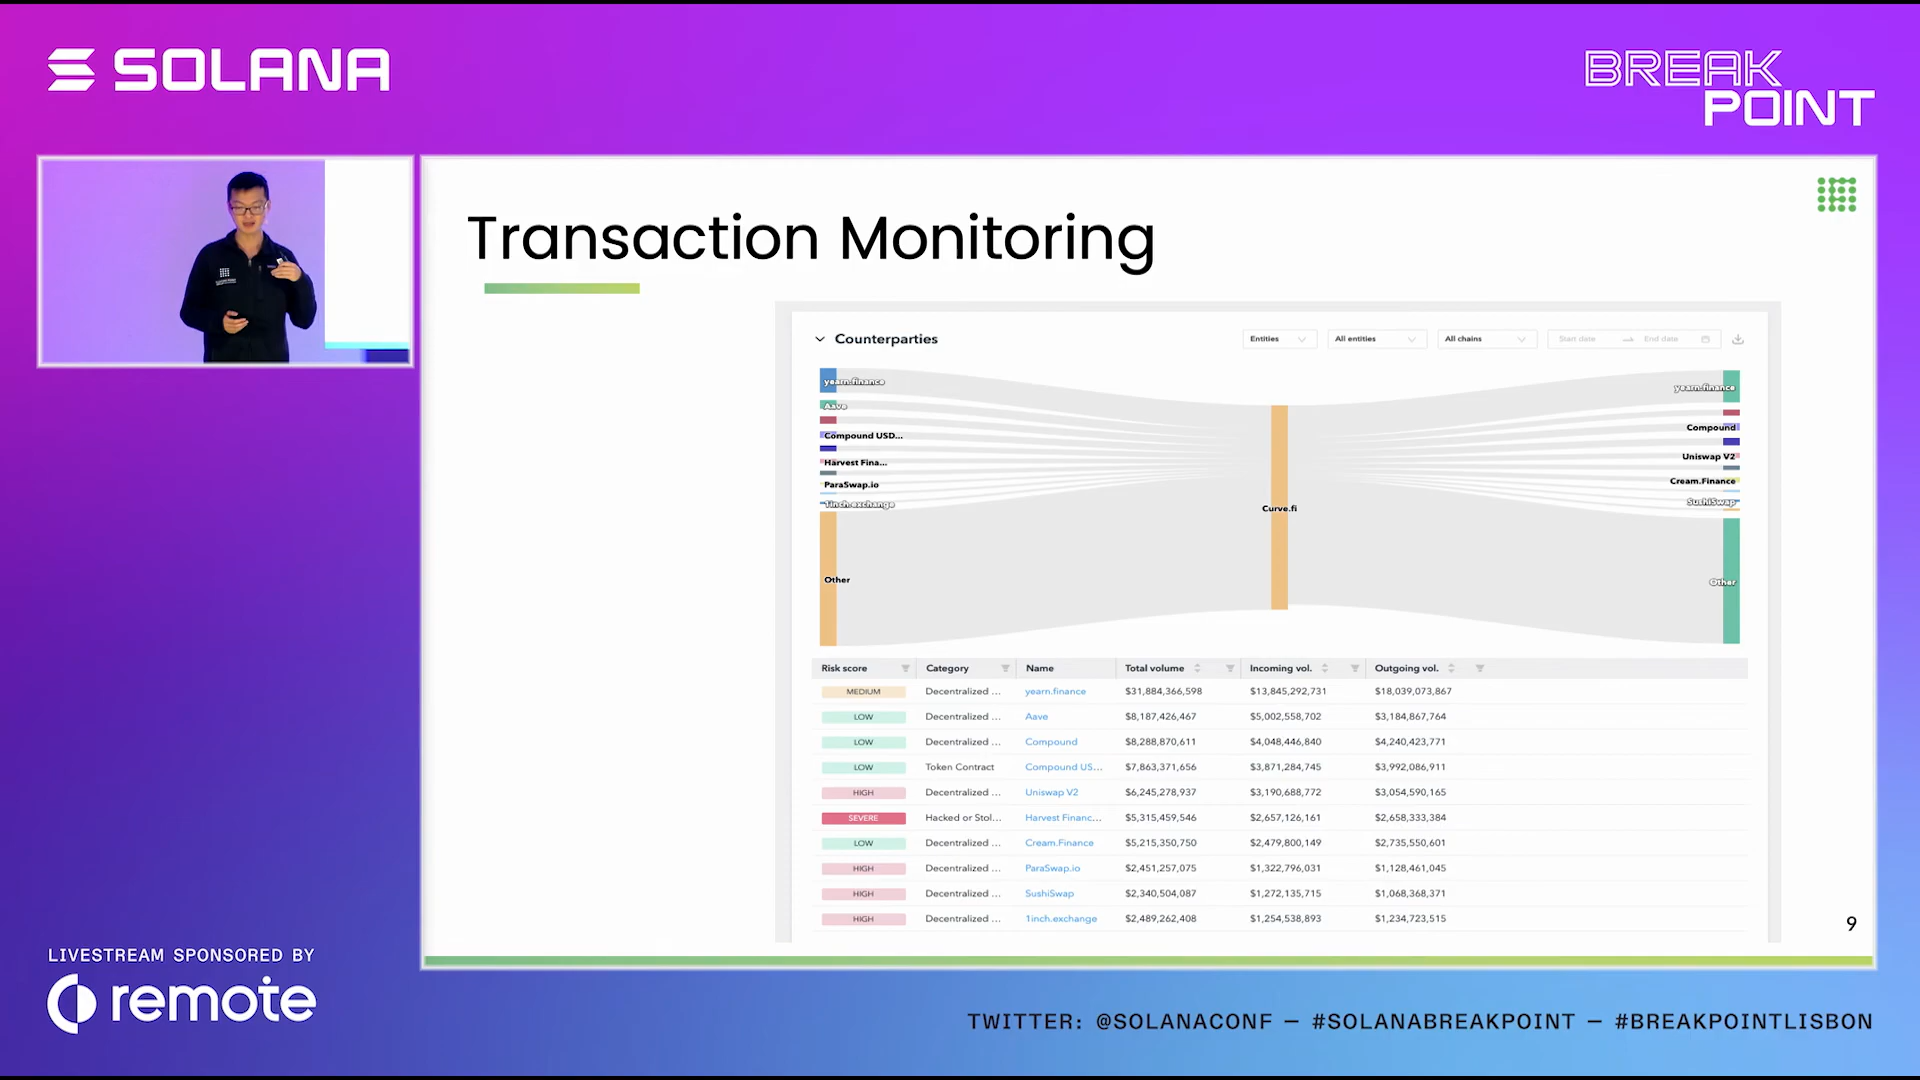 SOLANA
BREAK
POINT
Transaction Monitoring
Counterparties
Entities
All entities
All chains
Start date
End date
yearn.finance
Aave
Compound USD...
Harvest Fina...
ParaSwap.io
1inch.exchange
Other
Curve.fi
yearn.finance
Compound
Uniswap V2
Cream.Finance
SushiSwap
Other
Risk score Category Name Total volume Incoming vol. Outgoing vol.
MEDIUM Decentralized ... yearn.finance $31,884,366,598 $13,845,292,731 $18,039,073,867
LOW Decentralized ... Aave $8,187,426,467 $5,002,558,702 $3,184,867,764
LOW Decentralized ... Compound $8,288,870,611 $4,048,446,840 $4,240,423,771
LOW Token Contract Compound US... $7,863,371,656 $3,871,284,745 $3,992,086,911
HIGH Decentralized ... Uniswap V2 $6,245,278,937 $3,190,688,772 $3,054,590,165
SEVERE Hacked or Stol... Harvest Financ... $5,315,459,546 $2,657,126,161 $2,658,333,384
LOW Decentralized ... Cream.Finance $5,215,350,750 $2,479,800,149 $2,735,550,601
HIGH Decentralized ... ParaSwap.io $2,451,257,075 $1,322,796,031 $1,128,461,045
HIGH Decentralized ... SushiSwap $2,340,504,087 $1,272,135,715 $1,068,368,371
HIGH Decentralized ... 1inch.exchange $2,489,262,408 $1,254,538,893 $1,234,723,515
9
LIVESTREAM SPONSORED BY
remote
TWITTER: @SOLANACONF — #SOLANABREAKPOINT — #BREAKPOINTLISBON